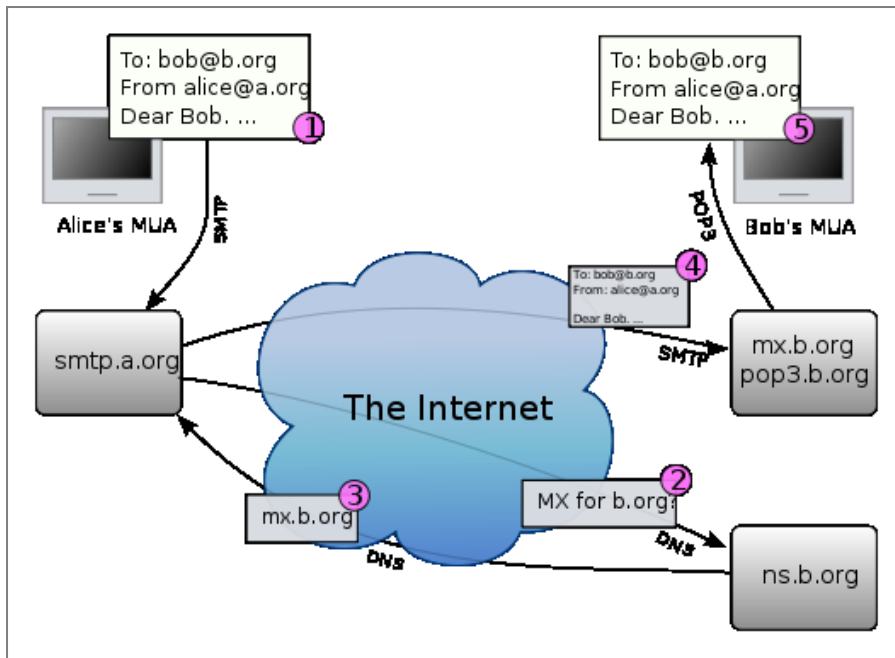 To: bob@b.org
From alice@a.org
Dear Bob. ...
1
Alice's MUA
SMTP
To: bob@b.org
From alice@a.org
Dear Bob. ...
5
Bob's MUA
POP3
To: bob@b.org
From: alice@a.org
Dear Bob. ...
4
SMTP
smtp.a.org
mx.b.org
pop3.b.org
The Internet
MX for b.org?
2
DNS
mx.b.org
3
DNS
ns.b.org